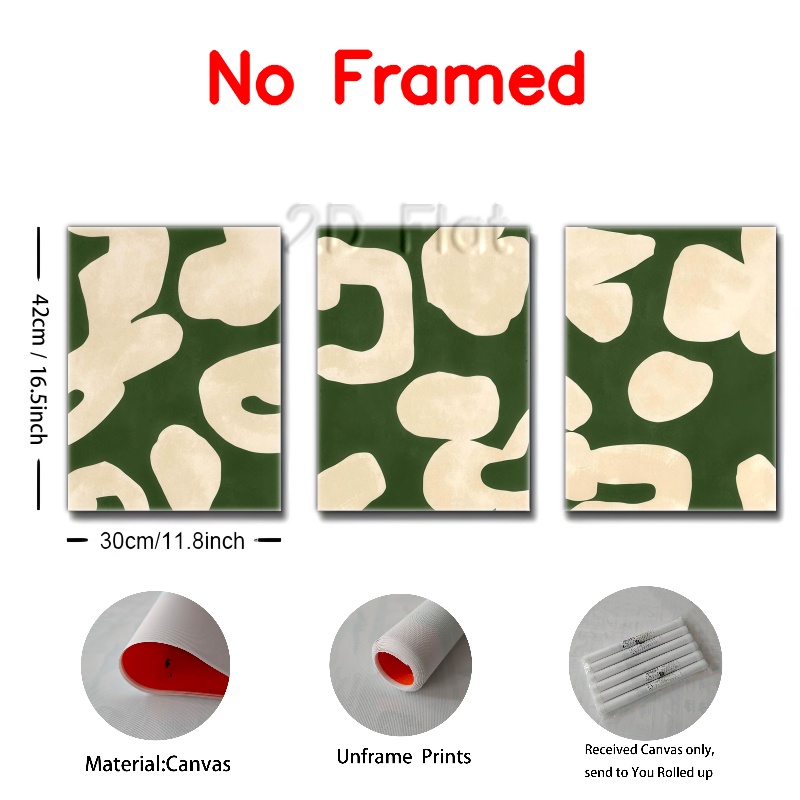 No Framed
2D Flat
42cm / 16.5inch
30cm/11.8inch
Material:Canvas
Unframe Prints
Received Canvas only,
send to You Rolled up